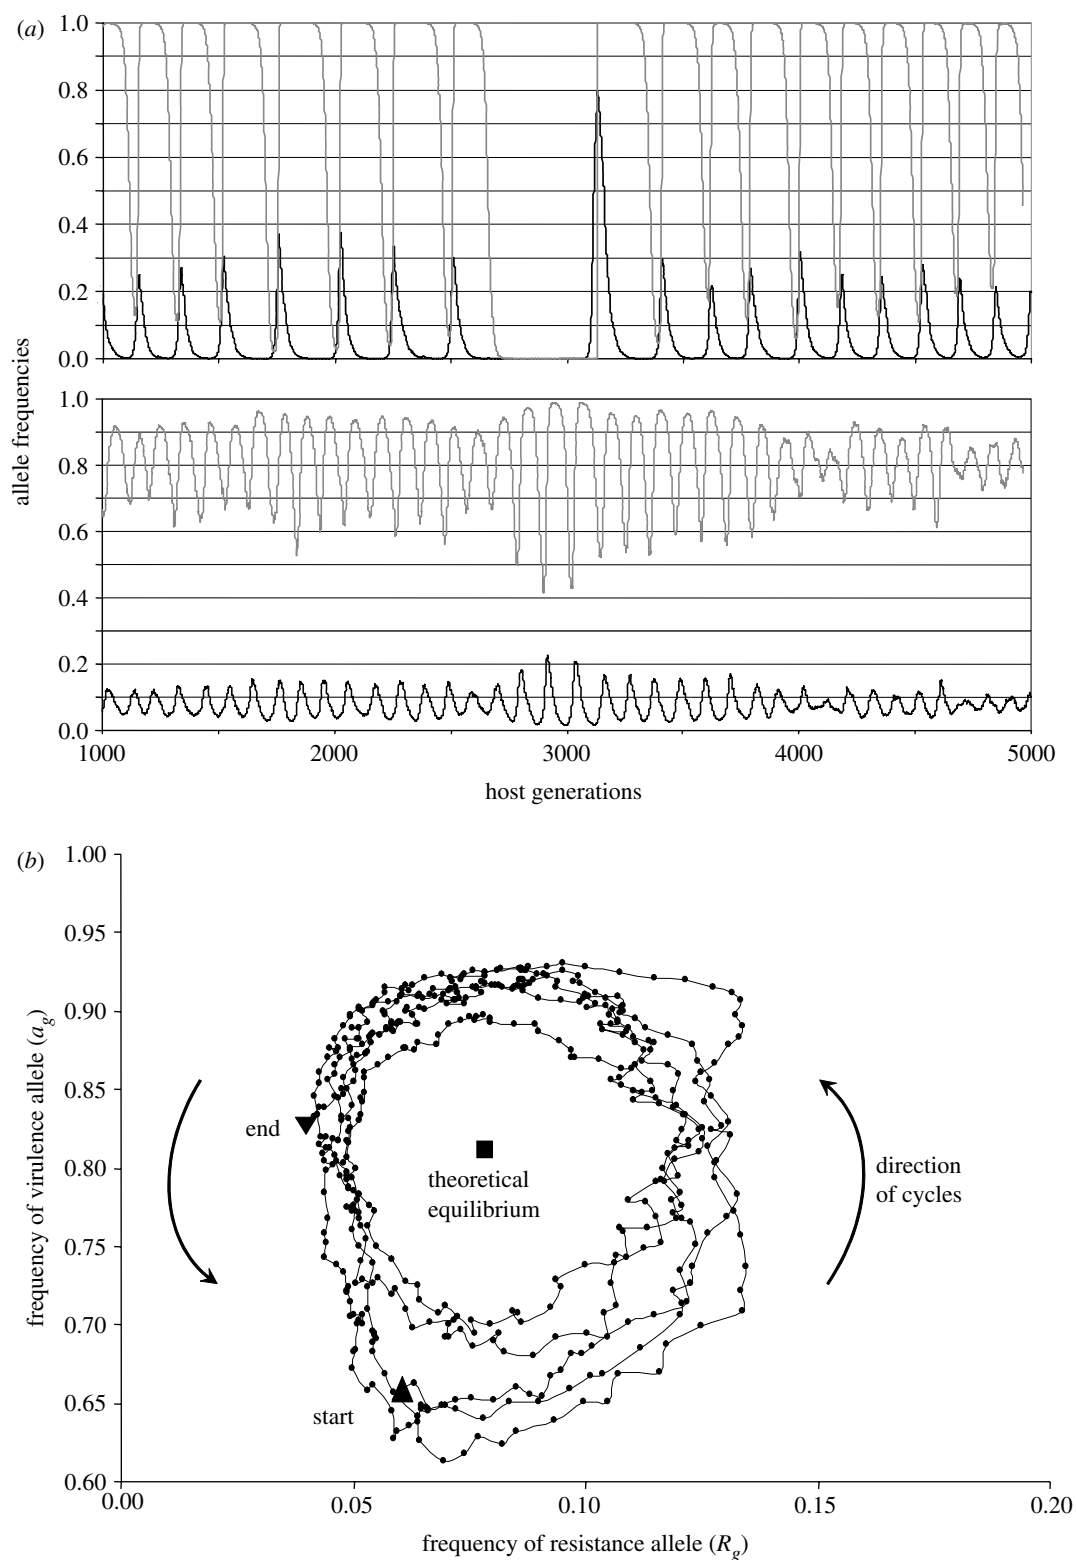 (a)
1.0
0.8
0.6
0.4
0.2
0.0
allele frequencies
1.0
0.8
0.6
0.4
0.2
0.0
1000 2000 3000 4000 5000
host generations
(b)
1.00
0.95
0.90
0.85
0.80
0.75
0.70
0.65
0.60
frequency of virulence allele (a_g)
end
start
theoretical
equilibrium
direction
of cycles
0.00 0.05 0.10 0.15 0.20
frequency of resistance allele (R_g)